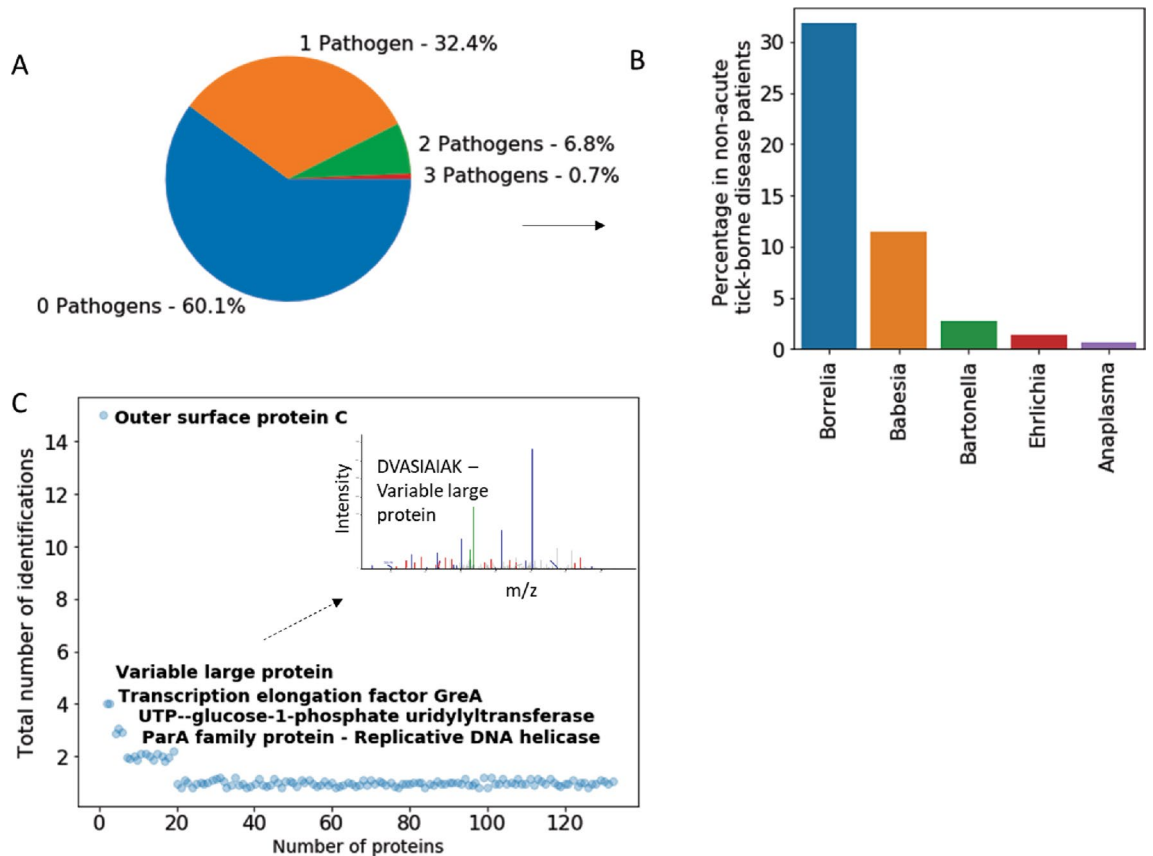 A
1 Pathogen - 32.4%
2 Pathogens - 6.8%
3 Pathogens - 0.7%
0 Pathogens - 60.1%
B
Percentage in non-acute
tick-borne disease patients
30
25
20
15
10
5
0
Borrelia
Babesia
Bartonella
Ehrlichia
Anaplasma
C
Total number of identifications
14
12
10
8
6
4
2
Outer surface protein C
Intensity
DVASIAIAK –
Variable large
protein
m/z
Variable large protein
Transcription elongation factor GreA
UTP--glucose-1-phosphate uridylyltransferase
ParA family protein - Replicative DNA helicase
0 20 40 60 80 100 120
Number of proteins